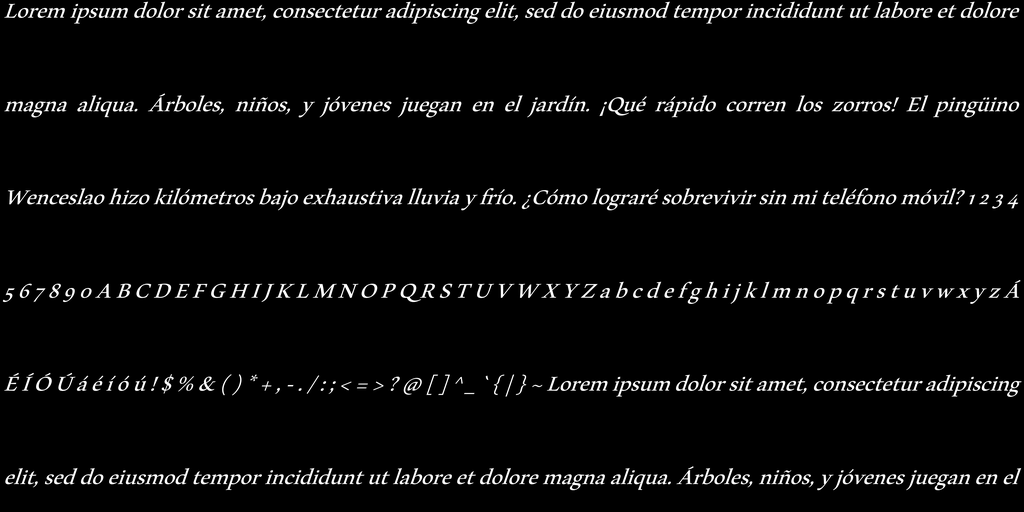 Lorem ipsum dolor sit amet, consectetur adipiscing elit, sed do eiusmod tempor incididunt ut labore et dolore
magna aliqua. Árboles, niños, y jóvenes juegan en el jardín. ¡Qué rápido corren los zorros! El pingüino
Wenceslao hizo kilómetros bajo exhaustiva lluvia y frío. ¿Cómo lograré sobrevivir sin mi teléfono móvil? 1 2 3 4
5 6 7 8 9 0 A B C D E F G H I J K L M N O P Q R S T U V W X Y Z a b c d e f g h i j k l m n o p q r s t u v w x y z Á
É Í Ó Ú á é í ó ú ! $ % & ( ) * + , - . / : ; < = > ? @ [ ] ^ _ ` { | } ~ Lorem ipsum dolor sit amet, consectetur adipiscing
elit, sed do eiusmod tempor incididunt ut labore et dolore magna aliqua. Árboles, niños, y jóvenes juegan en el